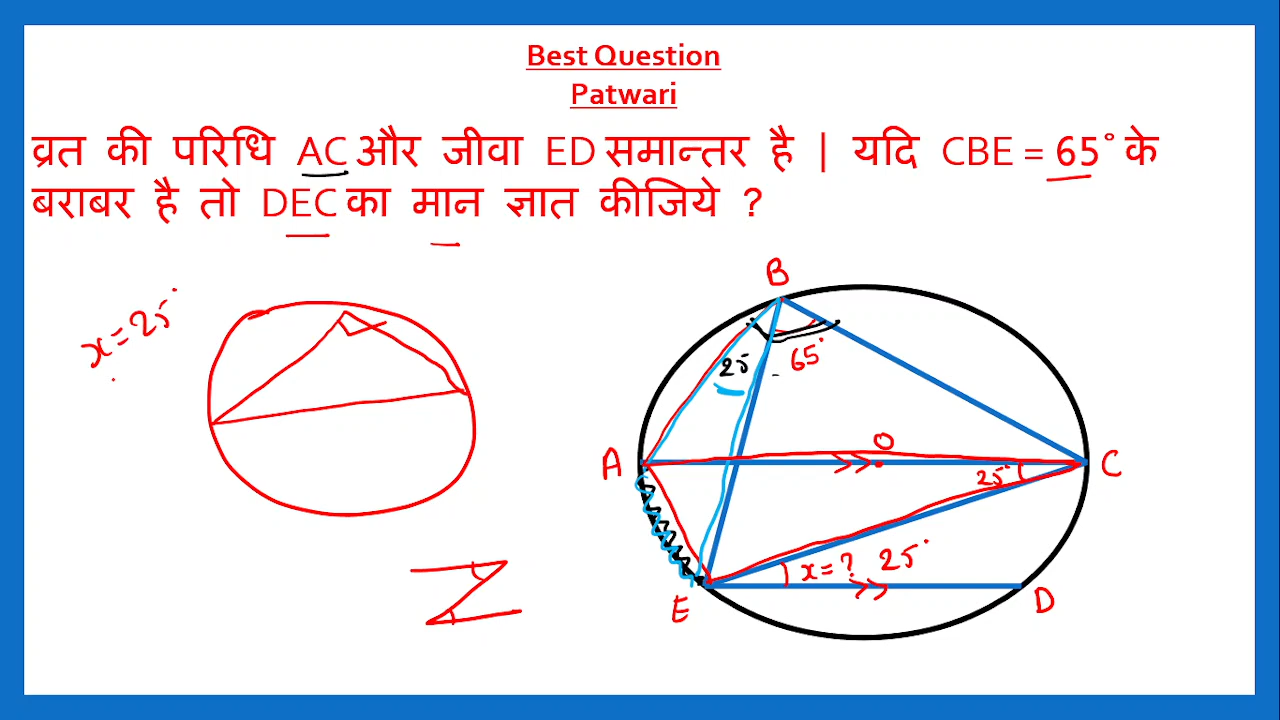 Best Question
Patwari
व्रत की परिधि AC और जीवा ED समान्तर है | यदि CBE = 65° के
बराबर है तो DEC का मान ज्ञात कीजिये ?
x = 25°
B
25
65°
A
O
C
25°
x = ? 25°
E
D